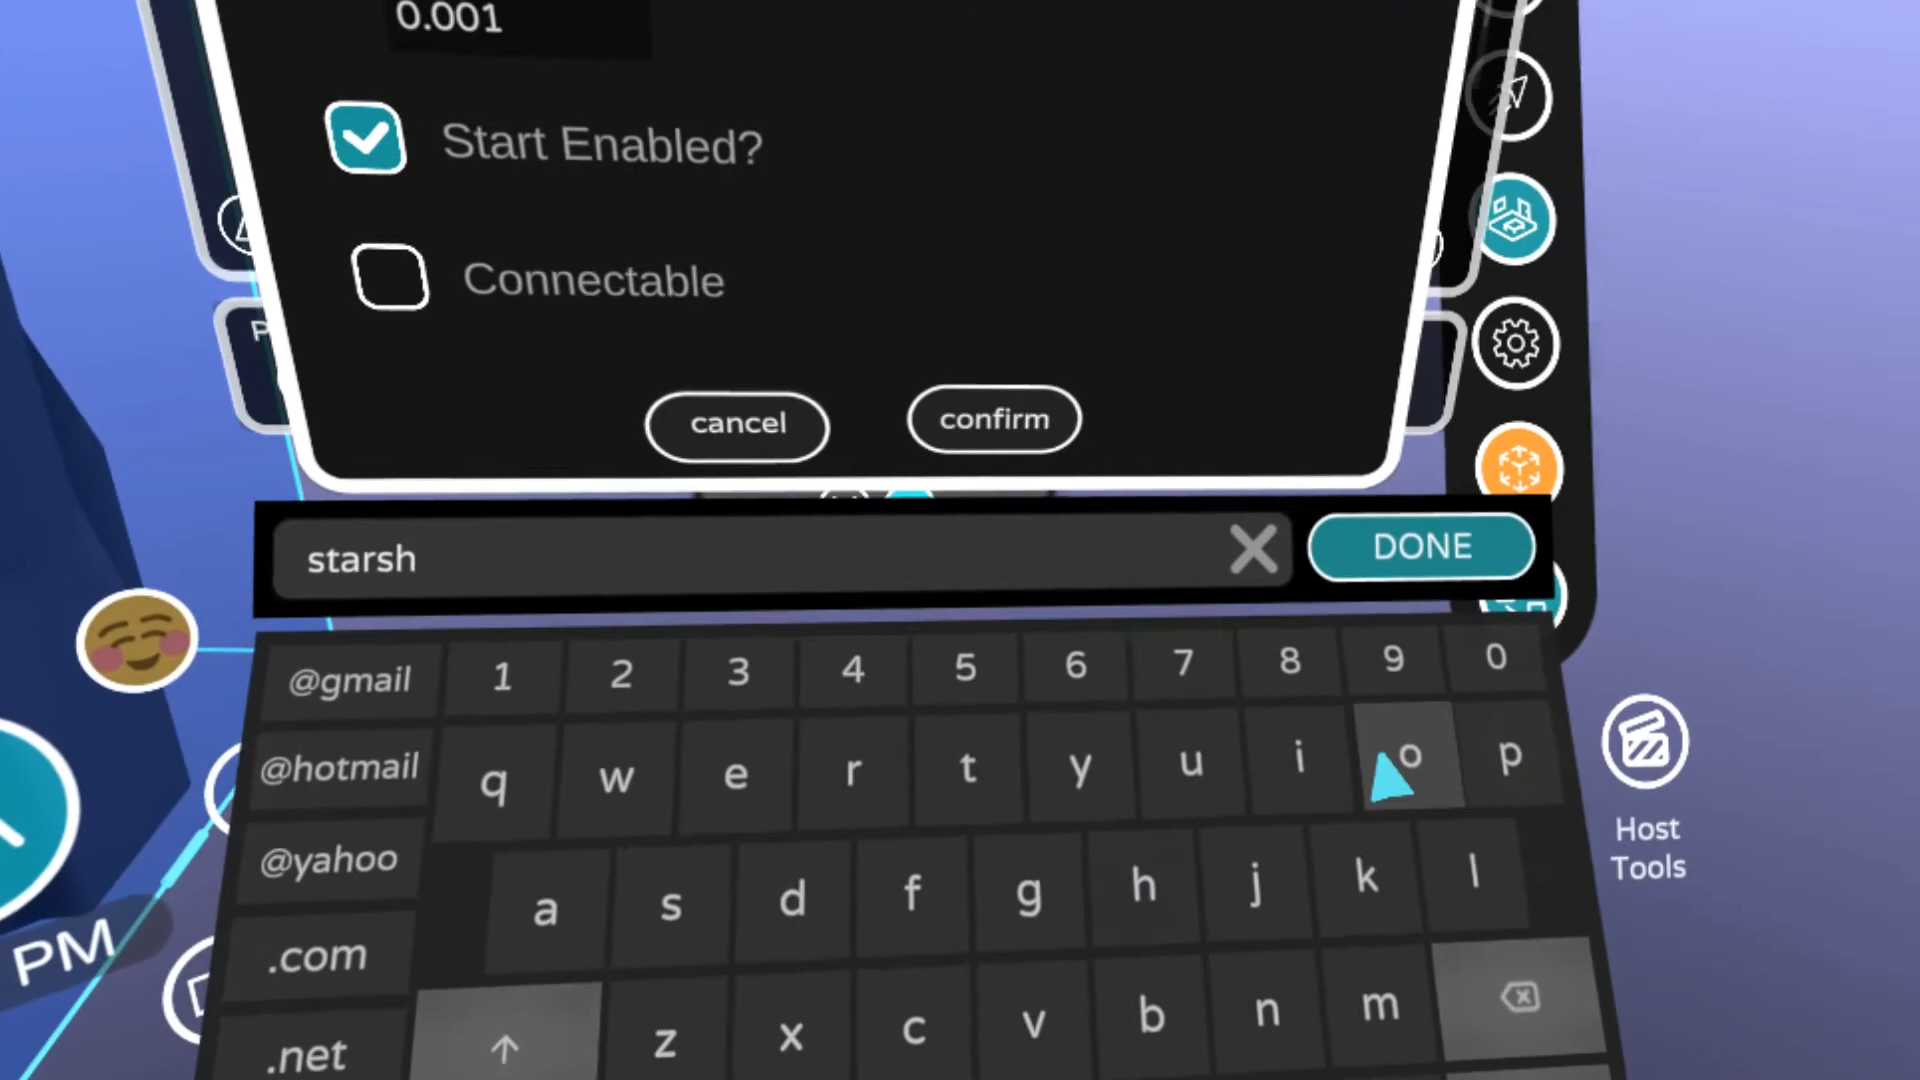 0.001
Start Enabled?
Connectable
P
cancel
confirm
starsh
DONE
@gmail 1 2 3 4 5 6 7 8 9 0
@hotmail q w e r t y u i o p
@yahoo a s d f g h j k l
.com z x c v b n m
.net
Host
Tools
PM